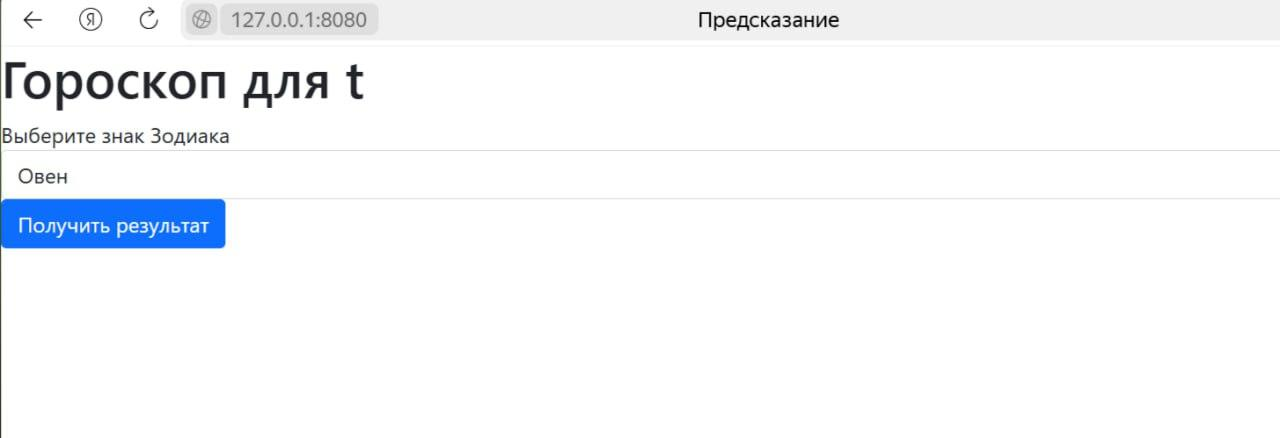 127.0.0.1:8080 Предсказание
Гороскоп для t
Выберите знак Зодиака
Овен
Получить результат